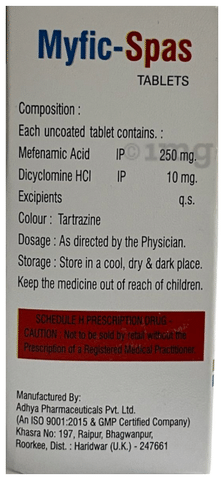 Myfic-Spas
TABLETS
Composition :
Each uncoated tablet contains. :
Mefenamic Acid IP 250 mg.
Dicyclomine HCl IP 10 mg.
Excipients q.s.
Colour : Tartrazine
Dosage : As directed by the Physician.
Storage : Store in a cool, dry & dark place.
Keep the medicine out of reach of children.
SCHEDULE H PRESCRIPTION DRUG -
CAUTION : Not to be sold by retail without the
Prescription of a Registered Medical Practitioner.
Manufactured By:
Adhya Pharmaceuticals Pvt. Ltd.
(An ISO 9001:2015 & GMP Certified Company)
Khasra No: 197, Raipur, Bhagwanpur,
Roorkee, Dist. : Haridwar (U.K.) - 247661